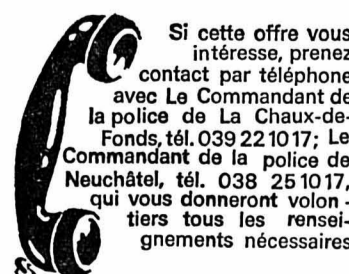 Si cette offre vous
intéresse, prenez
contact par téléphone
avec Le Commandant de
la police de La Chaux-de-
Fonds, tél. 039 22 10 17; Le
Commandant de la police de
Neuchâtel, tél. 038 25 10 17,
qui vous donneront volon-
tiers tous les rensei-
gnements nécessaires